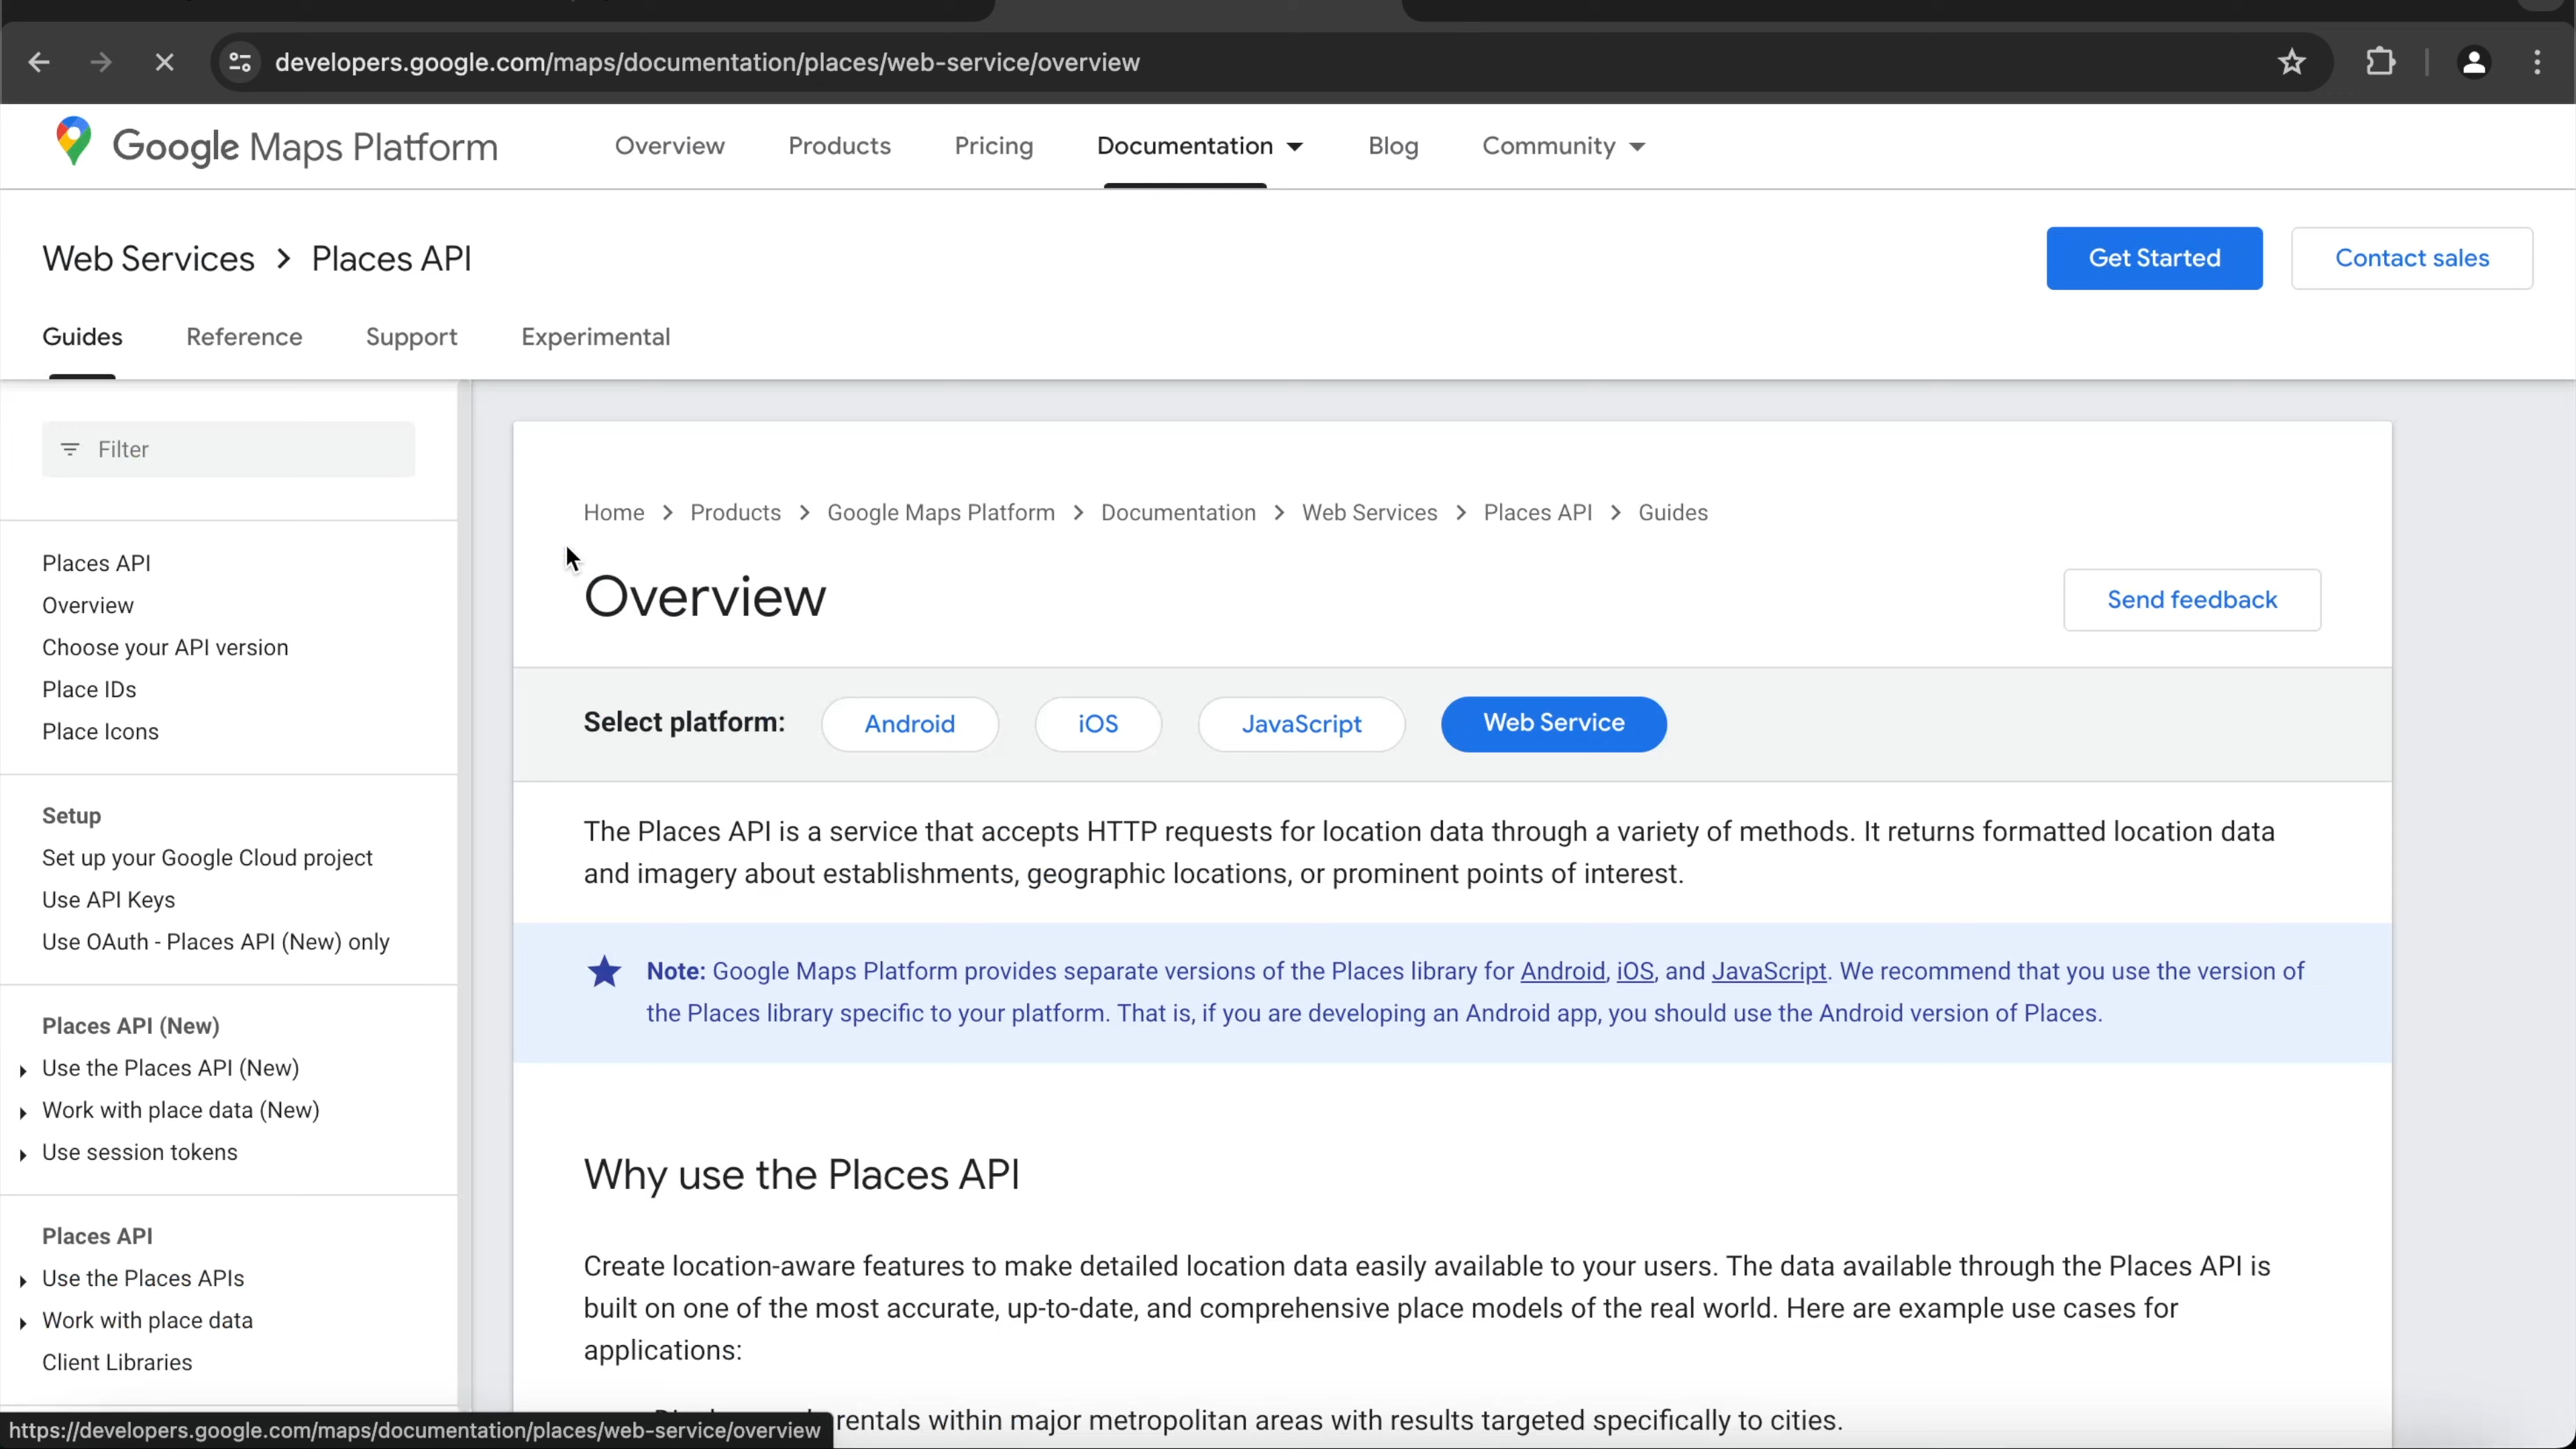 developers.google.com/maps/documentation/places/web-service/overview
Google Maps Platform
Overview
Products
Pricing
Documentation
Blog
Community
Web Services > Places API
Get Started
Contact sales
Guides
Reference
Support
Experimental
Filter
Places API
Overview
Choose your API version
Place IDs
Place Icons
Setup
Set up your Google Cloud project
Use API Keys
Use OAuth - Places API (New) only
Places API (New)
Use the Places API (New)
Work with place data (New)
Use session tokens
Places API
Use the Places APIs
Work with place data
Client Libraries
Home > Products > Google Maps Platform > Documentation > Web Services > Places API > Guides
Overview
Send feedback
Select platform:
Android
iOS
JavaScript
Web Service
The Places API is a service that accepts HTTP requests for location data through a variety of methods. It returns formatted location data
and imagery about establishments, geographic locations, or prominent points of interest.
Note: Google Maps Platform provides separate versions of the Places library for Android, iOS, and JavaScript. We recommend that you use the version of
the Places library specific to your platform. That is, if you are developing an Android app, you should use the Android version of Places.
Why use the Places API
Create location-aware features to make detailed location data easily available to your users. The data available through the Places API is
built on one of the most accurate, up-to-date, and comprehensive place models of the real world. Here are example use cases for
applications:
rentals within major metropolitan areas with results targeted specifically to cities.
https://developers.google.com/maps/documentation/places/web-service/overview